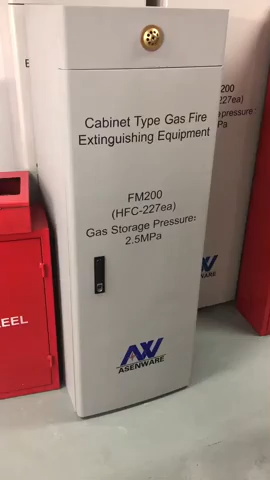 Cabinet Type Gas Fire
Extinguishing Equipment
FM200
(HFC-227ea)
Gas Storage Pressure:
2.5MPa
AW
ASENWARE
EEL
200
227ea)
pressure:
Pa